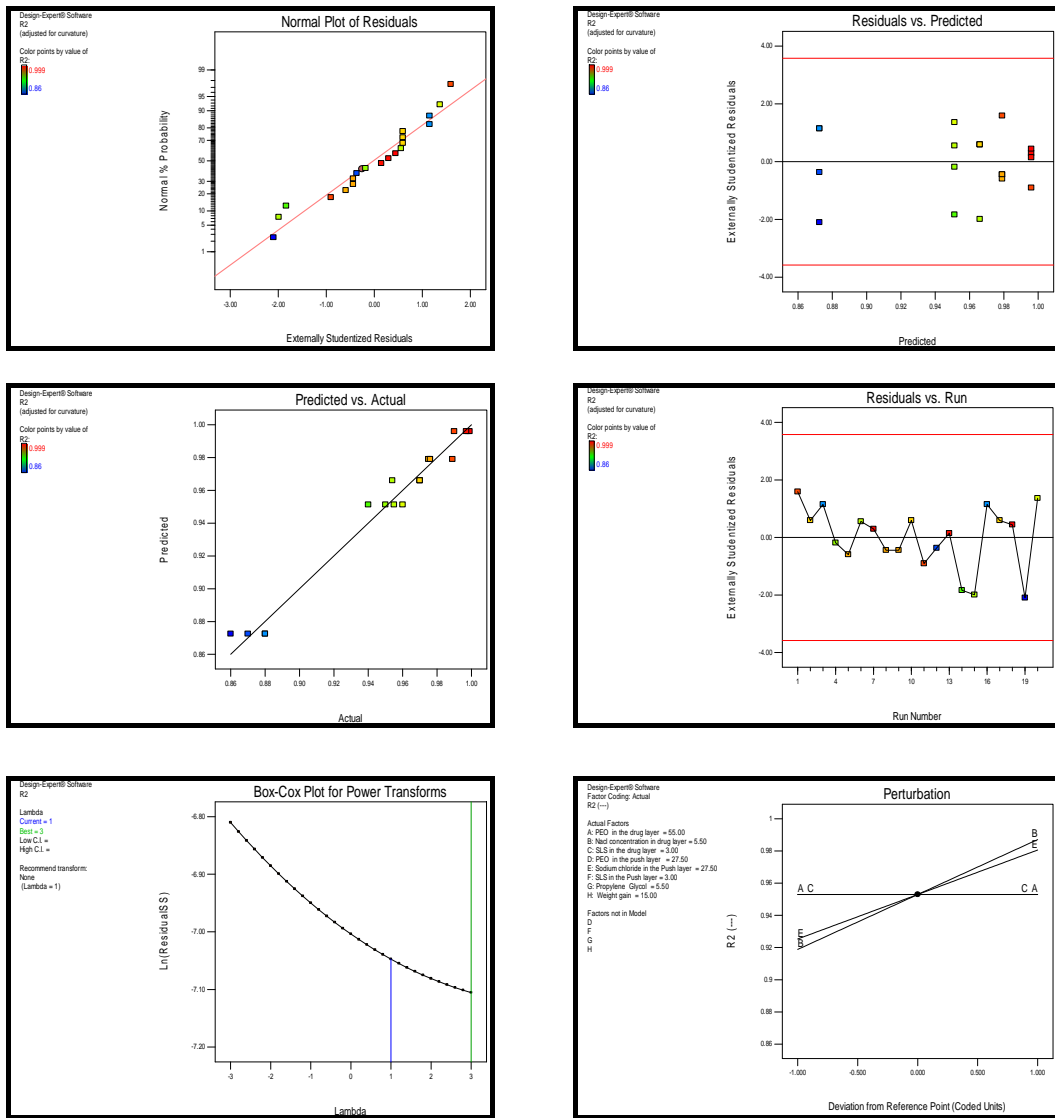 Design-Expert® Software
R2
(adjusted for curvature)
Color points by value of
R2:
0.999
0.86
Normal Plot of Residuals
Normal % Probability
99
95
90
80
70
50
30
20
10
5
1
-3.00 -2.00 -1.00 0.00 1.00 2.00
Externally Studentized Residuals
Design-Expert® Software
R2
(adjusted for curvature)
Color points by value of
R2:
0.999
0.86
Residuals vs. Predicted
Externally Studentized Residuals
4.00
2.00
0.00
-2.00
-4.00
0.86 0.88 0.90 0.92 0.94 0.96 0.98 1.00
Predicted
Design-Expert® Software
R2
(adjusted for curvature)
Color points by value of
R2:
0.999
0.86
Predicted vs. Actual
Predicted
1.00
0.98
0.96
0.94
0.92
0.90
0.88
0.86
0.86 0.88 0.90 0.92 0.94 0.96 0.98 1.00
Actual
Design-Expert® Software
R2
(adjusted for curvature)
Color points by value of
R2:
0.999
0.86
Residuals vs. Run
Externally Studentized Residuals
4.00
2.00
0.00
-2.00
-4.00
1 4 7 10 13 16 19
Run Number
Design-Expert® Software
R2
Lambda
Current = 1
Best = 3
Low C.I. =
High C.I. =
Recommend transform:
None
(Lambda = 1)
Box-Cox Plot for Power Transforms
Ln(ResidualSS)
-6.80
-6.90
-7.00
-7.10
-7.20
-3 -2 -1 0 1 2 3
Lambda
Design-Expert® Software
Factor Coding: Actual
R2 (---)
Actual Factors
A: PEO in the drug layer = 55.00
B: Nacl concentration in drug layer = 5.50
C: SLS in the drug layer = 3.00
D: PEO in the push layer = 27.50
E: Sodium chloride in the Push layer = 27.50
F: SLS in the Push layer = 3.00
G: Propylene Glycol = 5.50
H: Weight gain = 15.00
Factors not in Model
D
F
G
H
Perturbation
R2 (---)
1
0.98
0.96
0.94
0.92
0.9
0.88
0.86
A C
E
B
B
E
C A
-1.000 -0.500 0.000 0.500 1.000
Deviation from Reference Point (Coded Units)